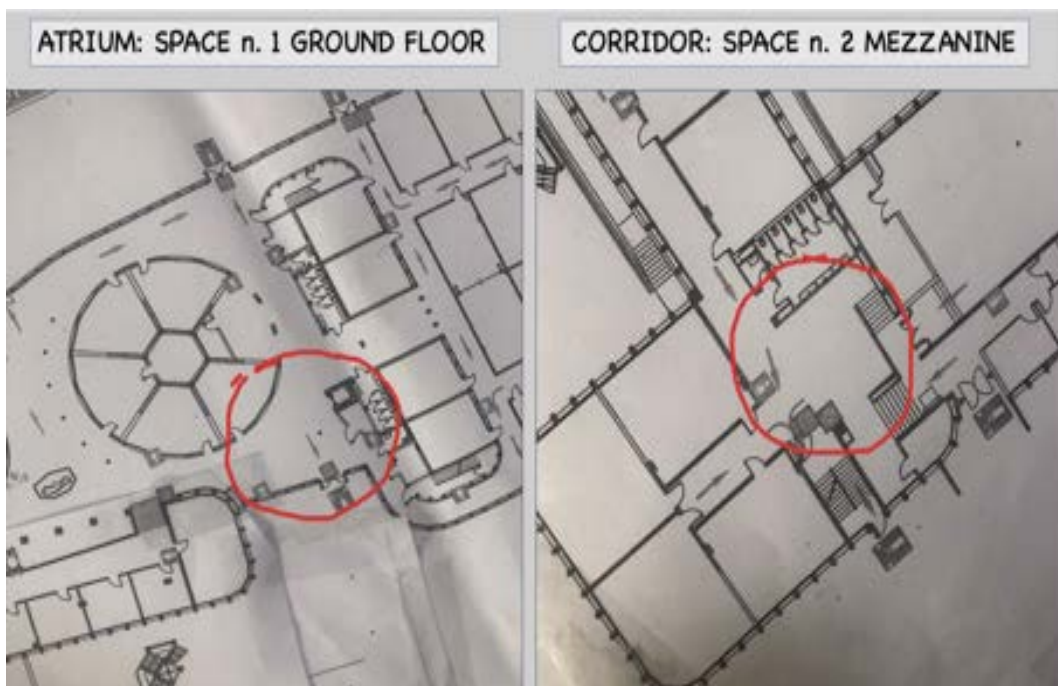 ATRIUM: SPACE n. 1 GROUND FLOOR
CORRIDOR: SPACE n. 2 MEZZANINE